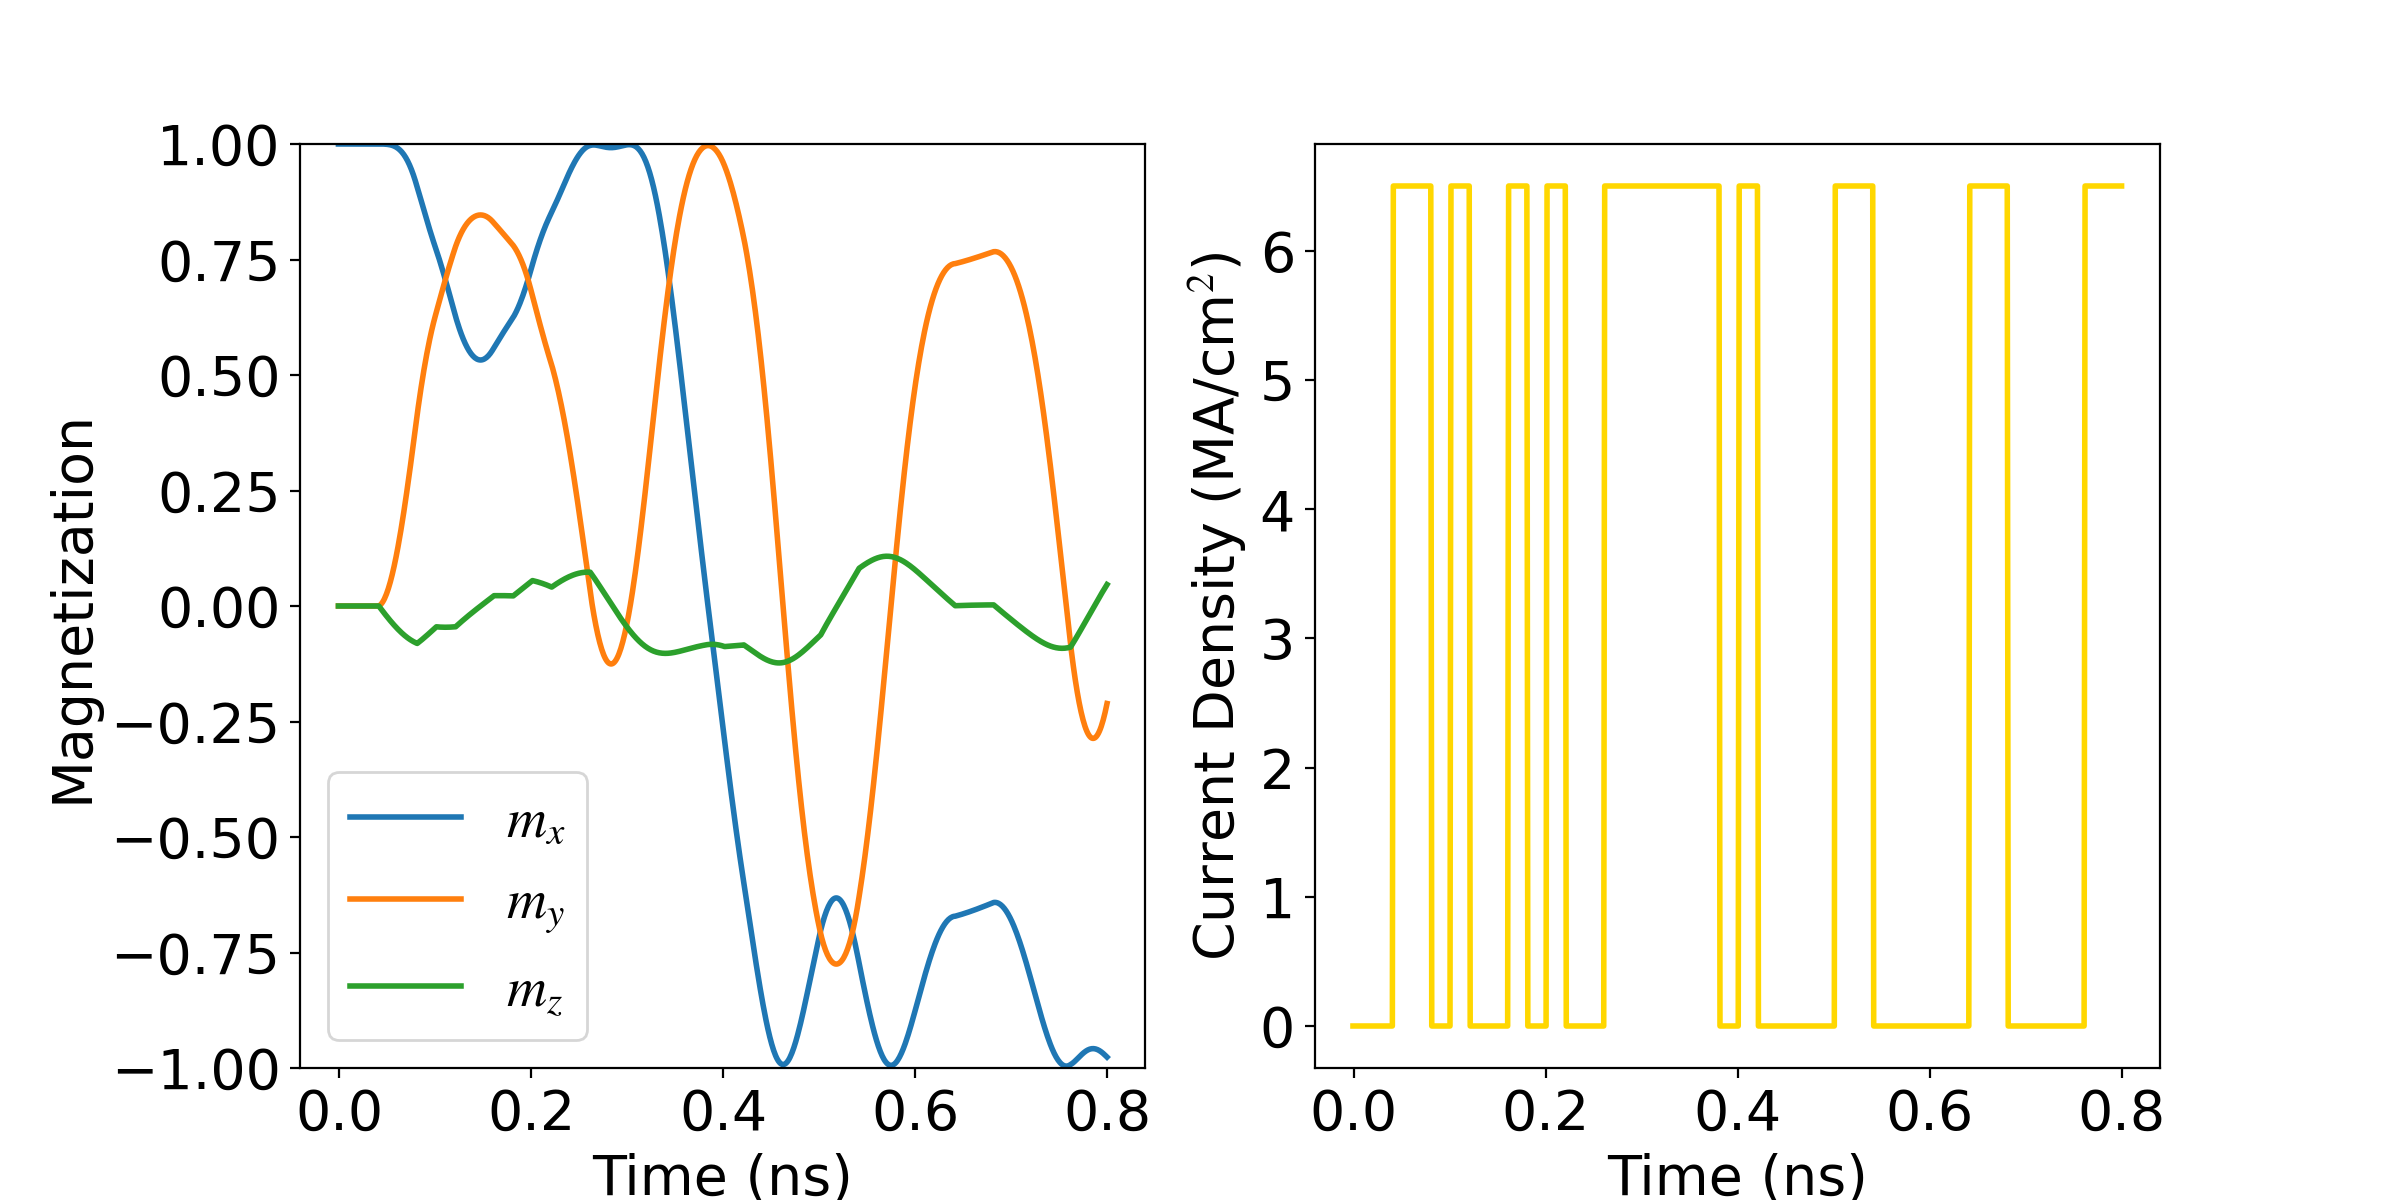 Magnetization
1.00
0.75
0.50
0.25
0.00
−0.25
−0.50
−0.75
−1.00
0.0 0.2 0.4 0.6 0.8
Time (ns)
m_x
m_y
m_z
Current Density (MA/cm²)
6
5
4
3
2
1
0
0.0 0.2 0.4 0.6 0.8
Time (ns)